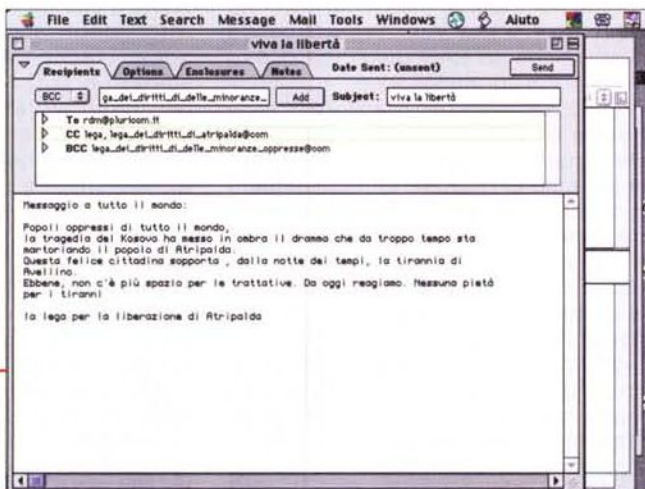 File Edit Text Search Message Mail Tools Windows Aiuto
viva la libertà
Recipients Options Enclosures Notes Date Sent: (unsent) Send
BCC ga_dei_diritti_di_delle_minoranze_ Add Subject: viva la libertà
To rdm@pluricom.it
CC lega, lega_dei_diritti_di_atripalda@com
BCC lega_dei_diritti_di_delle_minoranze_oppresse@com
Messaggio a tutto il mondo:
Popoli oppressi di tutto il mondo,
la tragedia del Kosovo ha messo in ombra il dramma che da troppo tempo sta
martoriando il popolo di Atripalda.
Questa felice cittadina sopporta , dalla notte dei tempi, la tirannia di
Avellino.
Ebbene, non c'è più spazio per le trattative. Da oggi reagiamo. Nessuna pietà
per i tiranni
la lega per la liberazione di Atripalda